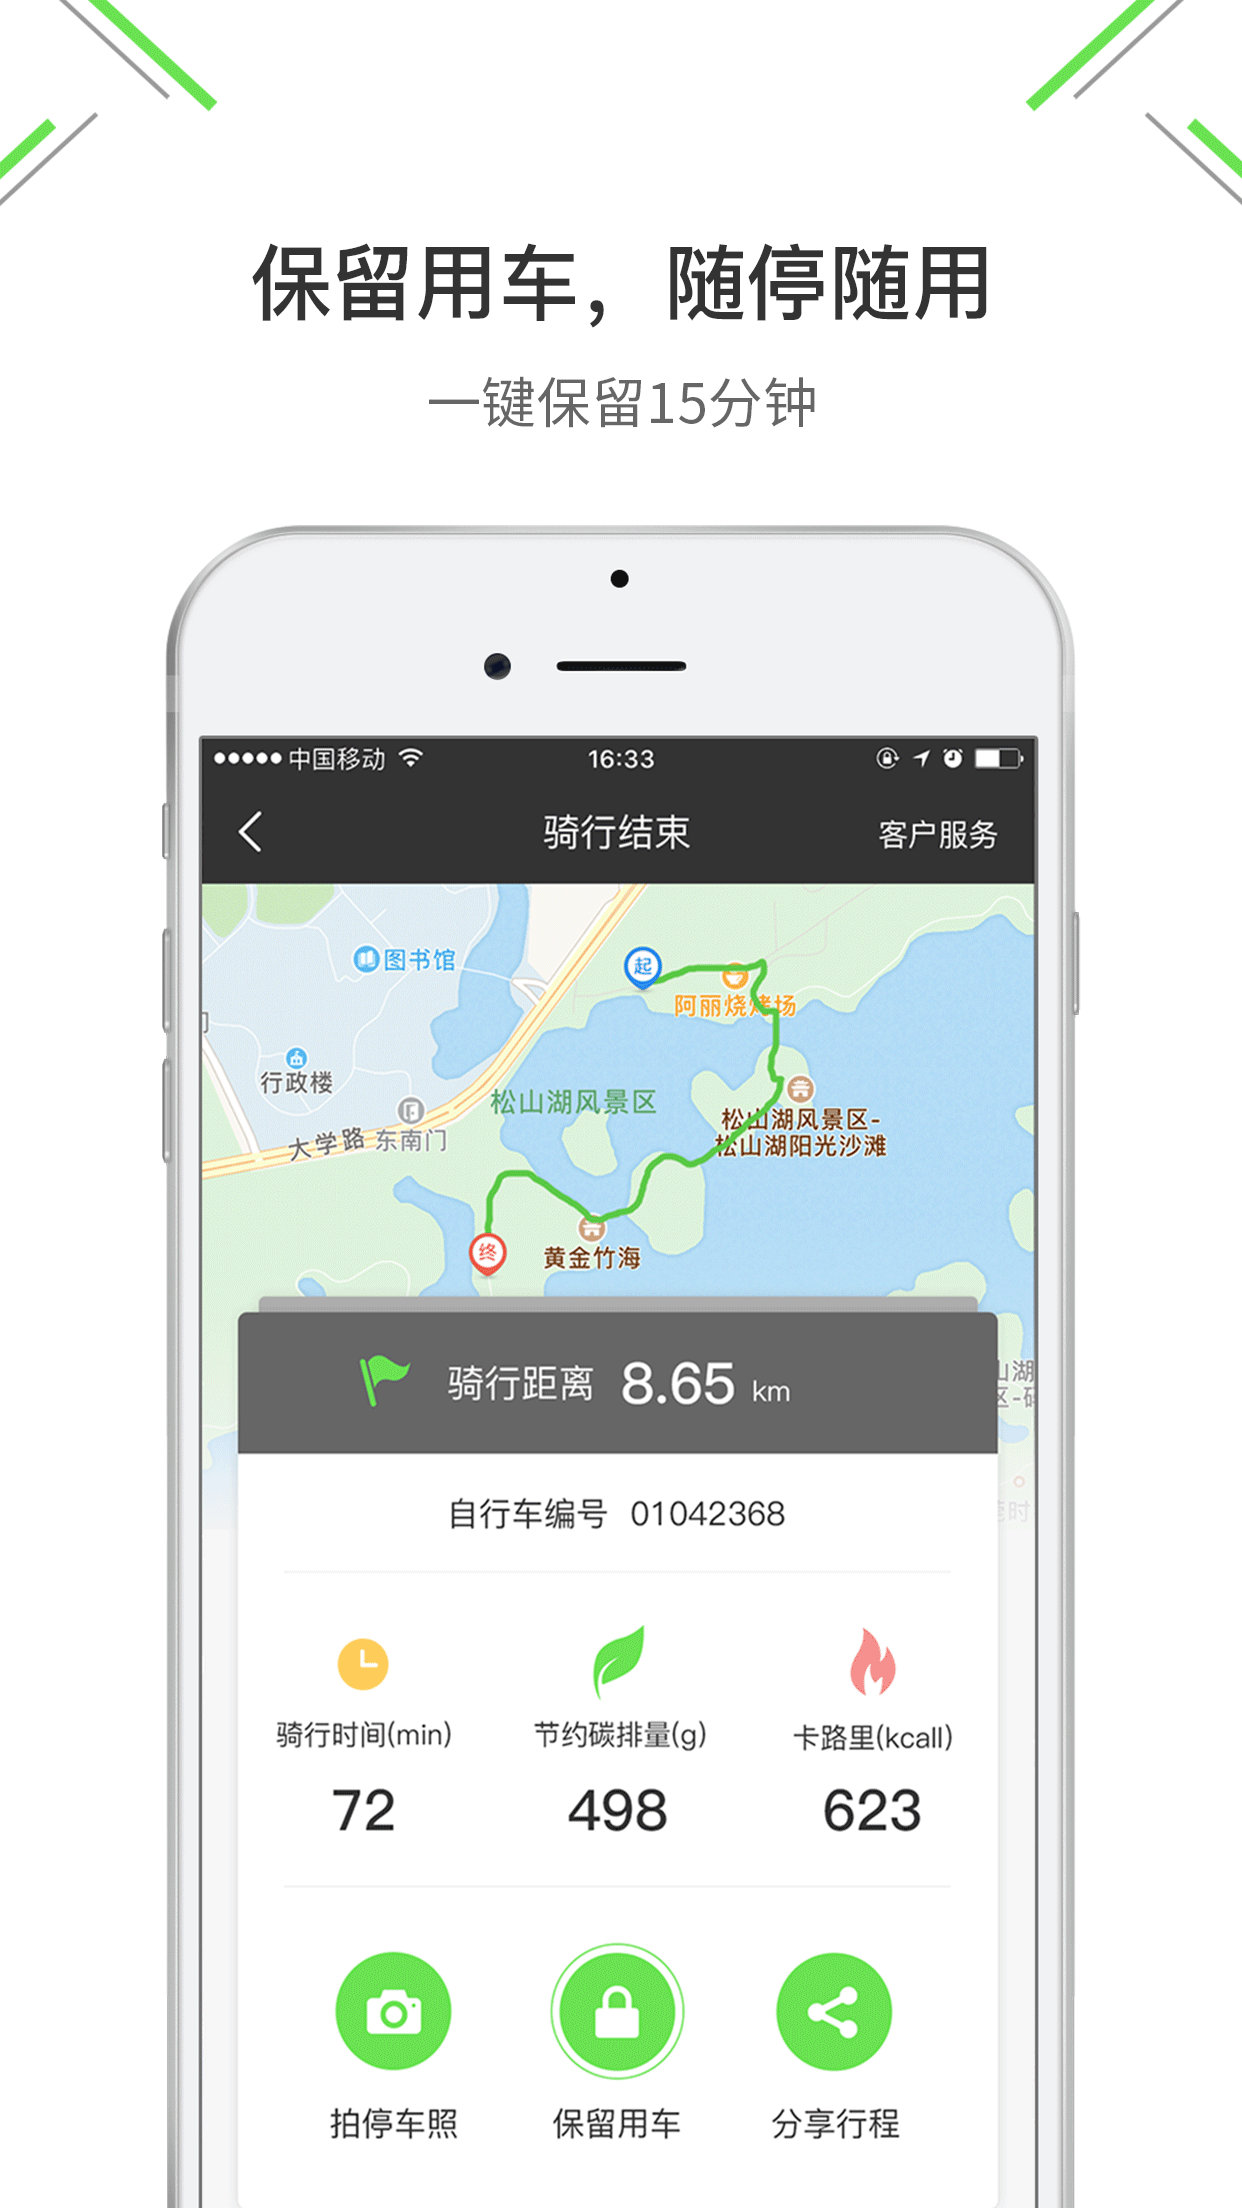 保留用车，随停随用
一键保留15分钟
中国移动
16:33
骑行结束
客户服务
图书馆
起
阿丽烧烤场
行政楼
松山湖风景区
松山湖风景区-
松山湖阳光沙滩
大学路
东南门
终
黄金竹海
山湖
区-
骑行距离 8.65 km
自行车编号 01042368
时
骑行时间(min)
节约碳排量(g)
卡路里(kcall)
72
498
623
拍停车照
保留用车
分享行程